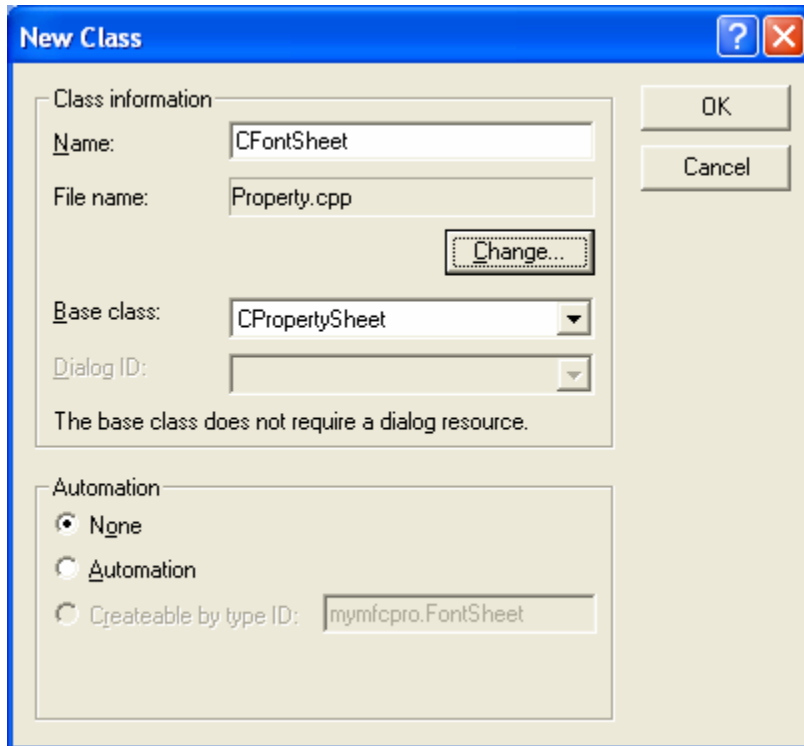 New Class
Class information
OK
Name: CFontSheet
Cancel
File name: Property.cpp
Change...
Base class: CPropertySheet
Dialog ID:
The base class does not require a dialog resource.
Automation
None
Automation
Createable by type ID: mymfcpro.FontSheet